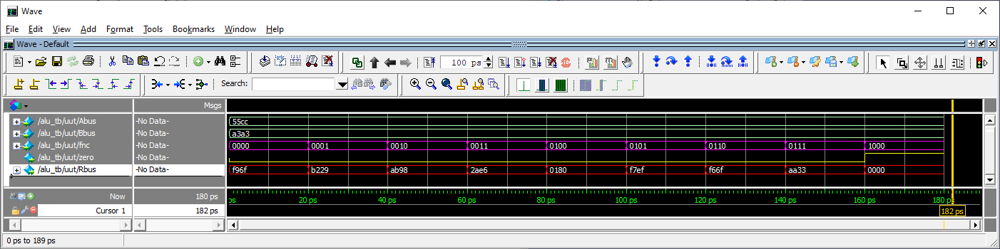 Wave
File Edit View Add Format Tools Bookmarks Window Help
Wave - Default
100 ps
Search:
Msgs
/alu_tb/uut/Abus -No Data- 55cc
/alu_tb/uut/Bbus -No Data- a3a3
/alu_tb/uut/fnc -No Data- 0000 0001 0010 0011 0100 0101 0110 0111 1000
/alu_tb/uut/zero -No Data-
/alu_tb/uut/Rbus -No Data- f96f b229 ab98 2ae6 0180 f7ef f66f aa33 0000
Now 180 ps ps 20 ps 40 ps 60 ps 80 ps 100 ps 120 ps 140 ps 160 ps 180 ps
Cursor 1 182 ps 182 ps
0 ps to 189 ps